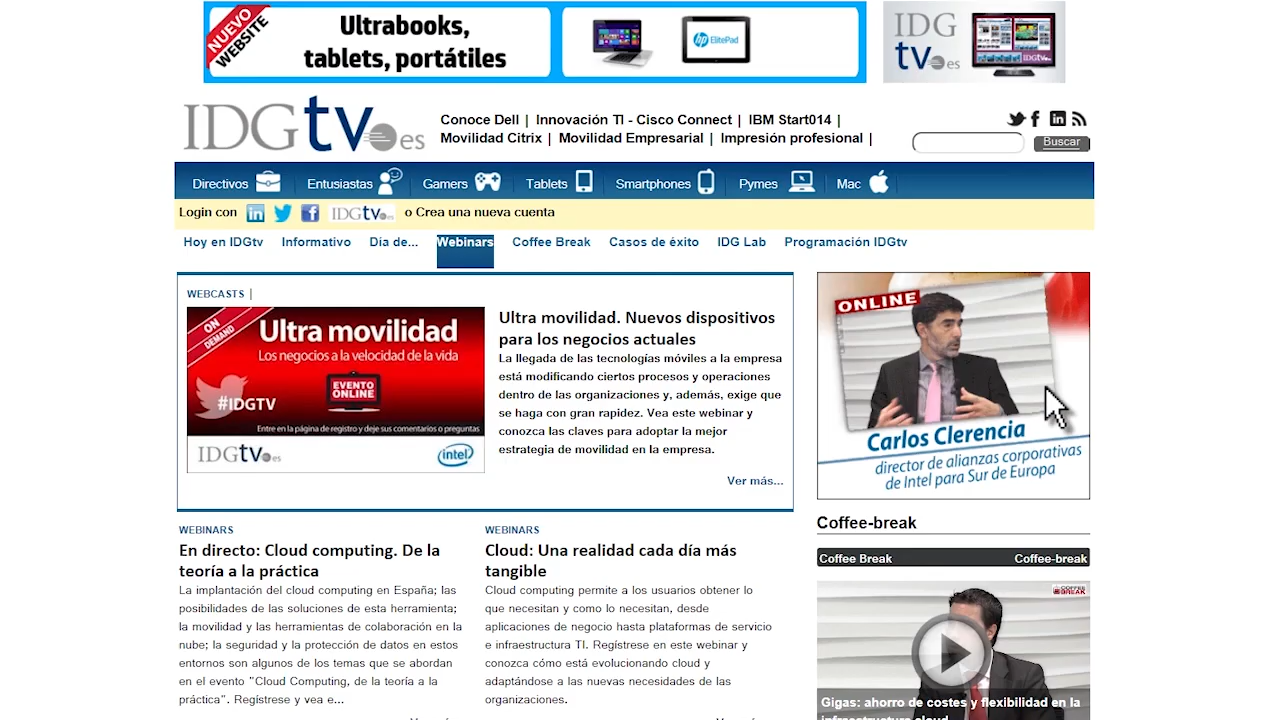 NUEVO
WEBSITE
Ultrabooks,
tablets, portátiles
hp ElitePad
IDG
tv.es
IDGtv.es
Conoce Dell | Innovación TI - Cisco Connect | IBM Start014 |
Movilidad Citrix | Movilidad Empresarial | Impresión profesional |
Buscar
Directivos
Entusiastas
Gamers
Tablets
Smartphones
Pymes
Mac
Login con
IDGtv.es
o Crea una nueva cuenta
Hoy en IDGtv
Informativo
Dia de...
Webinars
Coffee Break
Casos de éxito
IDG Lab
Programación IDGtv
WEBCASTS |
ON
DEMAND
Ultra movilidad
Los negocios a la velocidad de la vida
EVENTO
ONLINE
#IDGTV
Entre en la página de registro y deje sus comentarios o preguntas
IDGtv.es
intel
Ultra movilidad. Nuevos dispositivos
para los negocios actuales
La llegada de las tecnologías móviles a la empresa
está modificando ciertos procesos y operaciones
dentro de las organizaciones y, además, exige que
se haga con gran rapidez. Vea este webinar y
conozca las claves para adoptar la mejor
estrategia de movilidad en la empresa.
Ver más...
ONLINE
Carlos Clerencia
director de alianzas corporativas
de Intel para Sur de Europa
WEBINARS
En directo: Cloud computing. De la
teoría a la práctica
La implantación del cloud computing en España; las
posibilidades de las soluciones de esta herramienta;
la movilidad y las herramientas de colaboración en la
nube; la seguridad y la protección de datos en estos
entornos son algunos de los temas que se abordan
en el evento "Cloud Computing, de la teoría a la
práctica". Regístrese y vea e...
WEBINARS
Cloud: Una realidad cada día más
tangible
Cloud computing permite a los usuarios obtener lo
que necesitan y como lo necesitan, desde
aplicaciones de negocio hasta plataformas de servicio
e infraestructura TI. Regístrese en este webinar y
conozca cómo está evolucionando cloud y
adaptándose a las nuevas necesidades de las
organizaciones.
Coffee-break
Coffee Break
Coffee-break
COFFEE
BREAK
Gigas: ahorro de costes y flexibilidad en la
infraestructura cloud